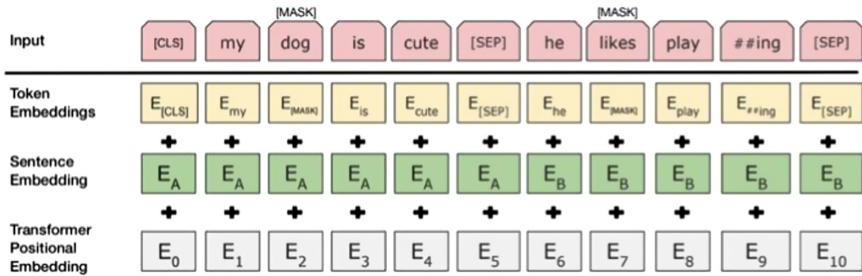 [MASK] [MASK]
Input [CLS] my dog is cute [SEP] he likes play ##ing [SEP]
Token
Embeddings E[CLS] Emy E[MASK] Eis Ecute E[SEP] Ehe E[MASK] Eplay E##ing E[SEP]
+ + + + + + + + + + +
Sentence
Embedding EA EA EA EA EA EA EB EB EB EB EB
+ + + + + + + + + + +
Transformer
Positional
Embedding E0 E1 E2 E3 E4 E5 E6 E7 E8 E9 E10